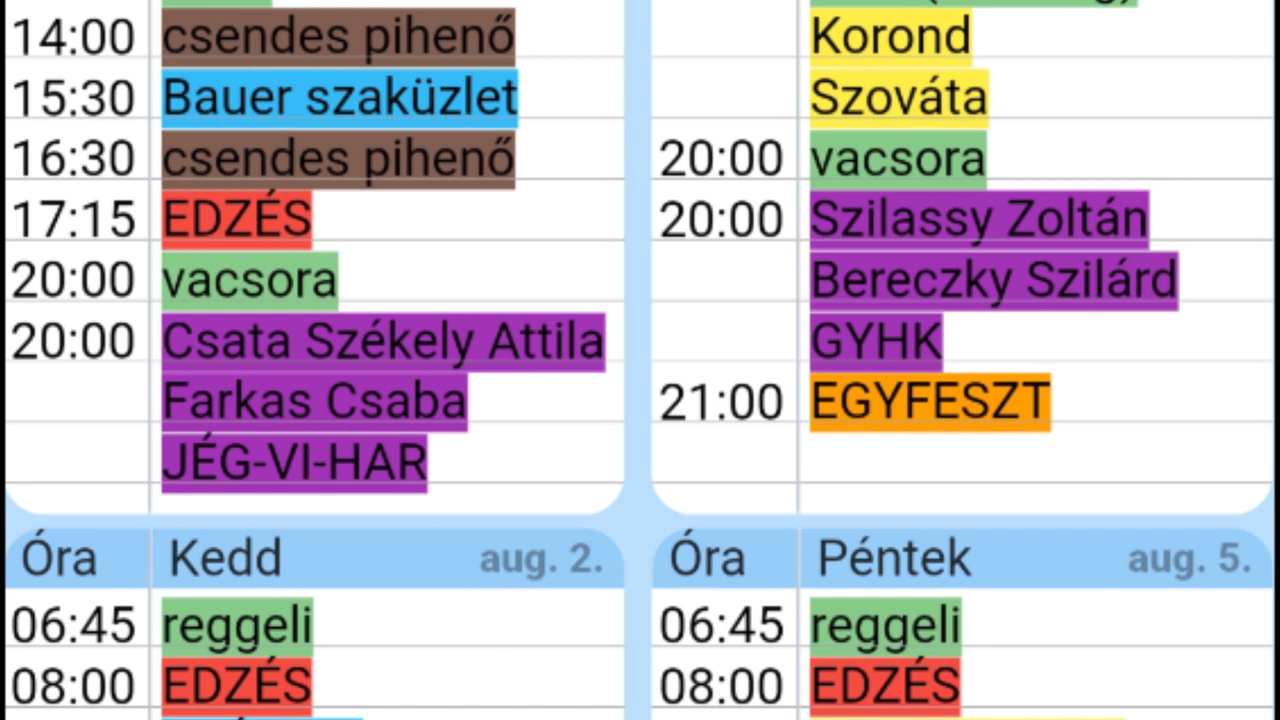 14:00 csendes pihenő
15:30 Bauer szaküzlet
16:30 csendes pihenő
17:15 EDZÉS
20:00 vacsora
20:00 Csata Székely Attila
Farkas Csaba
JÉG-VI-HAR
Korond
Szováta
20:00 vacsora
20:00 Szilassy Zoltán
Bereczky Szilárd
GYHK
21:00 EGYFESZT
Óra Kedd aug. 2.
06:45 reggeli
08:00 EDZÉS
Óra Péntek aug. 5.
06:45 reggeli
08:00 EDZÉS